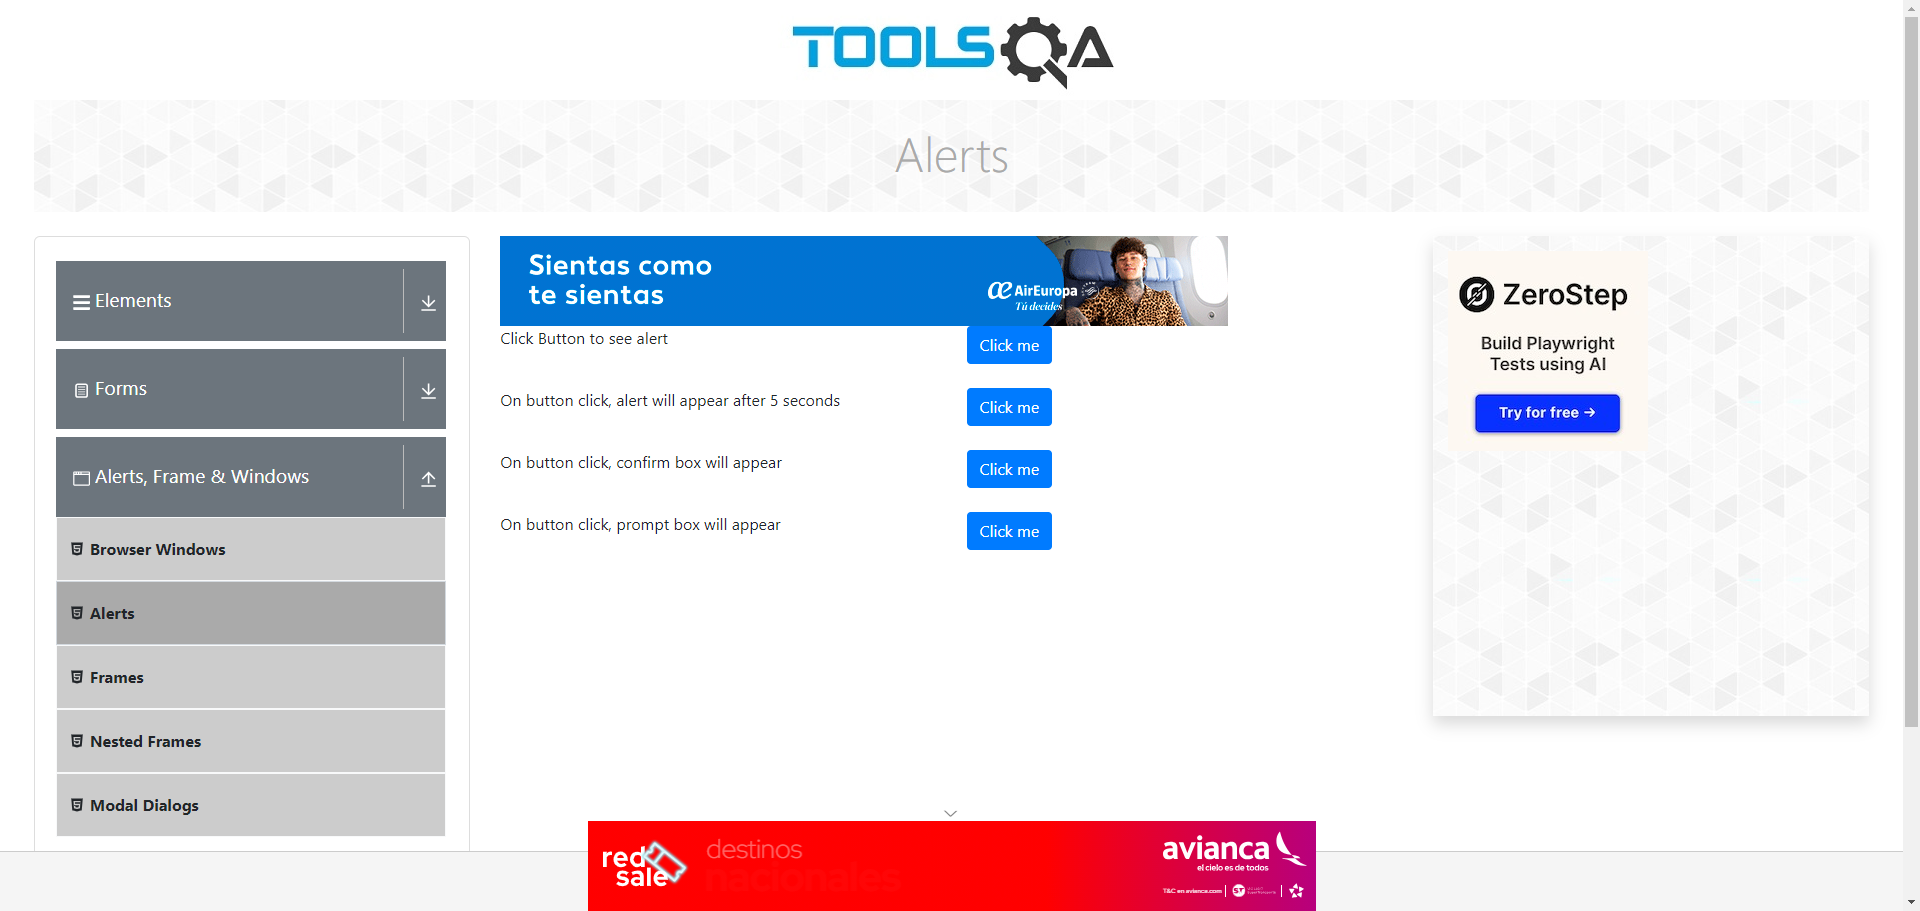 TOOLSQA
Alerts
Elements
Forms
Alerts, Frame & Windows
Browser Windows
Alerts
Frames
Nested Frames
Modal Dialogs
Sientas como
te sientas
AirEuropa
Tú decides
Click Button to see alert
Click me
On button click, alert will appear after 5 seconds
Click me
On button click, confirm box will appear
Click me
On button click, prompt box will appear
Click me
ZeroStep
Build Playwright
Tests using AI
Try for free →
red
sale
destinos
nacionales
avianca
el cielo es de todos
T&C en avianca.com